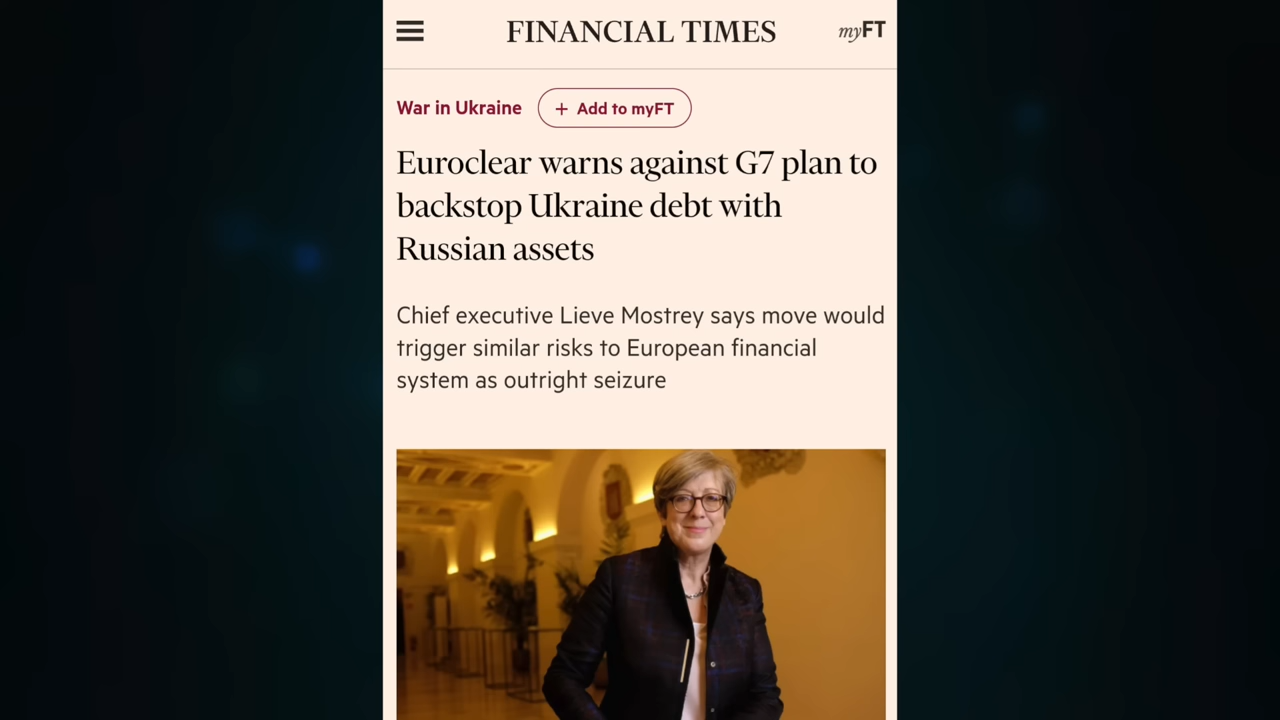 FINANCIAL TIMES
myFT
War in Ukraine
+ Add to myFT
Euroclear warns against G7 plan to
backstop Ukraine debt with
Russian assets
Chief executive Lieve Mostrey says move would
trigger similar risks to European financial
system as outright seizure